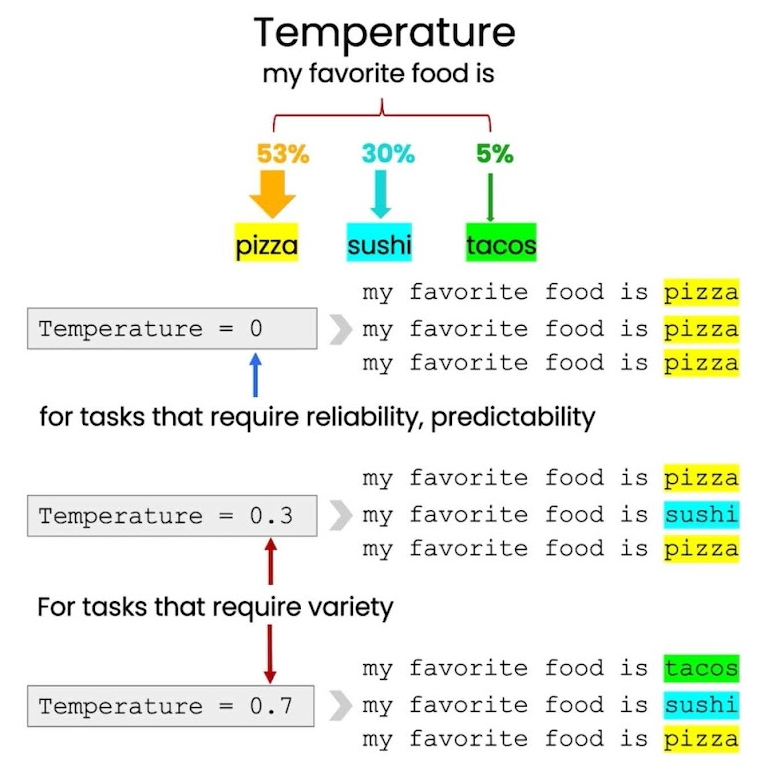 Temperature
my favorite food is
53% 30% 5%
pizza sushi tacos
my favorite food is pizza
Temperature = 0 my favorite food is pizza
my favorite food is pizza
for tasks that require reliability, predictability
my favorite food is pizza
Temperature = 0.3 my favorite food is sushi
my favorite food is pizza
For tasks that require variety
my favorite food is tacos
Temperature = 0.7 my favorite food is sushi
my favorite food is pizza